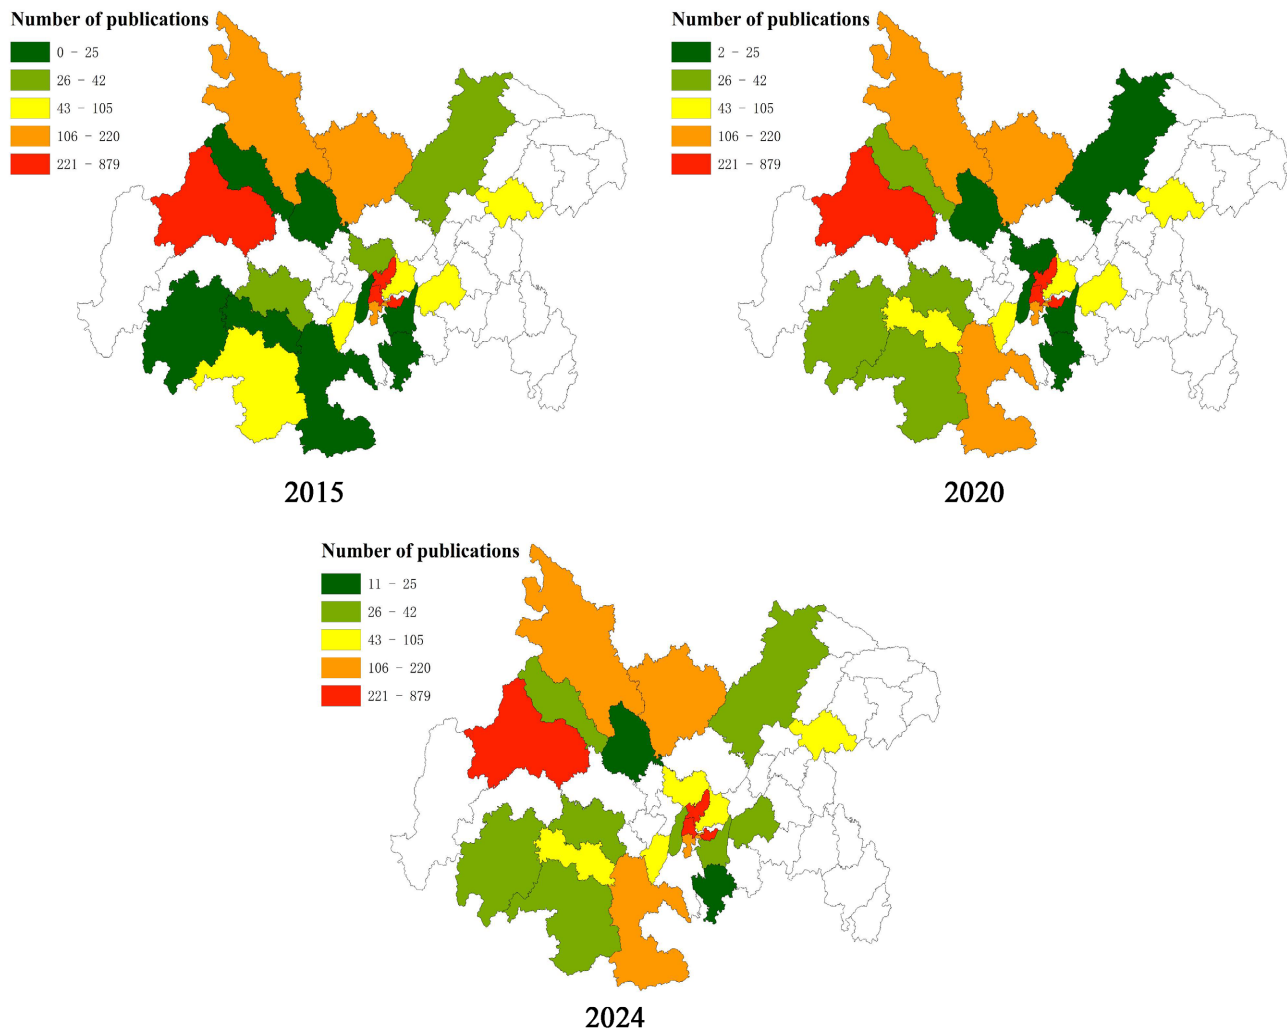 Number of publications
0 - 25
26 - 42
43 - 105
106 - 220
221 - 879
2015
Number of publications
2 - 25
26 - 42
43 - 105
106 - 220
221 - 879
2020
Number of publications
11 - 25
26 - 42
43 - 105
106 - 220
221 - 879
2024